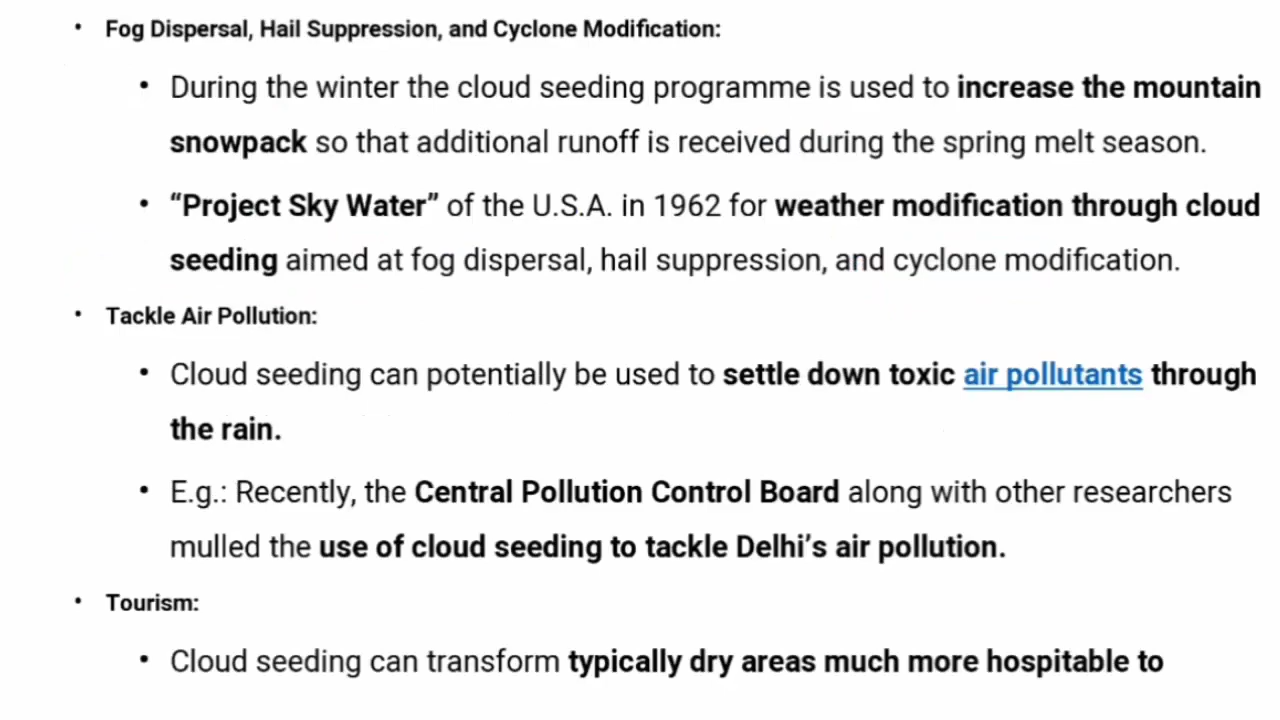 • Fog Dispersal, Hail Suppression, and Cyclone Modification:
• During the winter the cloud seeding programme is used to increase the mountain
snowpack so that additional runoff is received during the spring melt season.
• “Project Sky Water” of the U.S.A. in 1962 for weather modification through cloud
seeding aimed at fog dispersal, hail suppression, and cyclone modification.
• Tackle Air Pollution:
• Cloud seeding can potentially be used to settle down toxic air pollutants through
the rain.
• E.g.: Recently, the Central Pollution Control Board along with other researchers
mulled the use of cloud seeding to tackle Delhi’s air pollution.
• Tourism:
• Cloud seeding can transform typically dry areas much more hospitable to